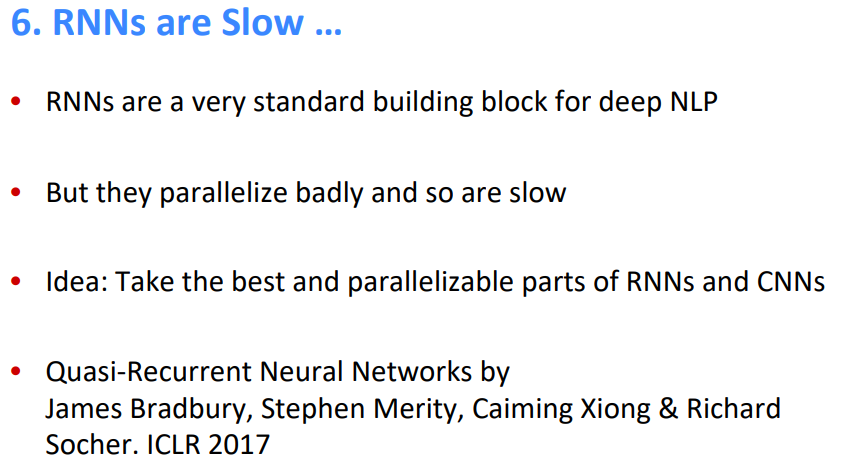 6. RNNs are Slow ...
• RNNs are a very standard building block for deep NLP
• But they parallelize badly and so are slow
• Idea: Take the best and parallelizable parts of RNNs and CNNs
• Quasi-Recurrent Neural Networks by
James Bradbury, Stephen Merity, Caiming Xiong & Richard
Socher. ICLR 2017